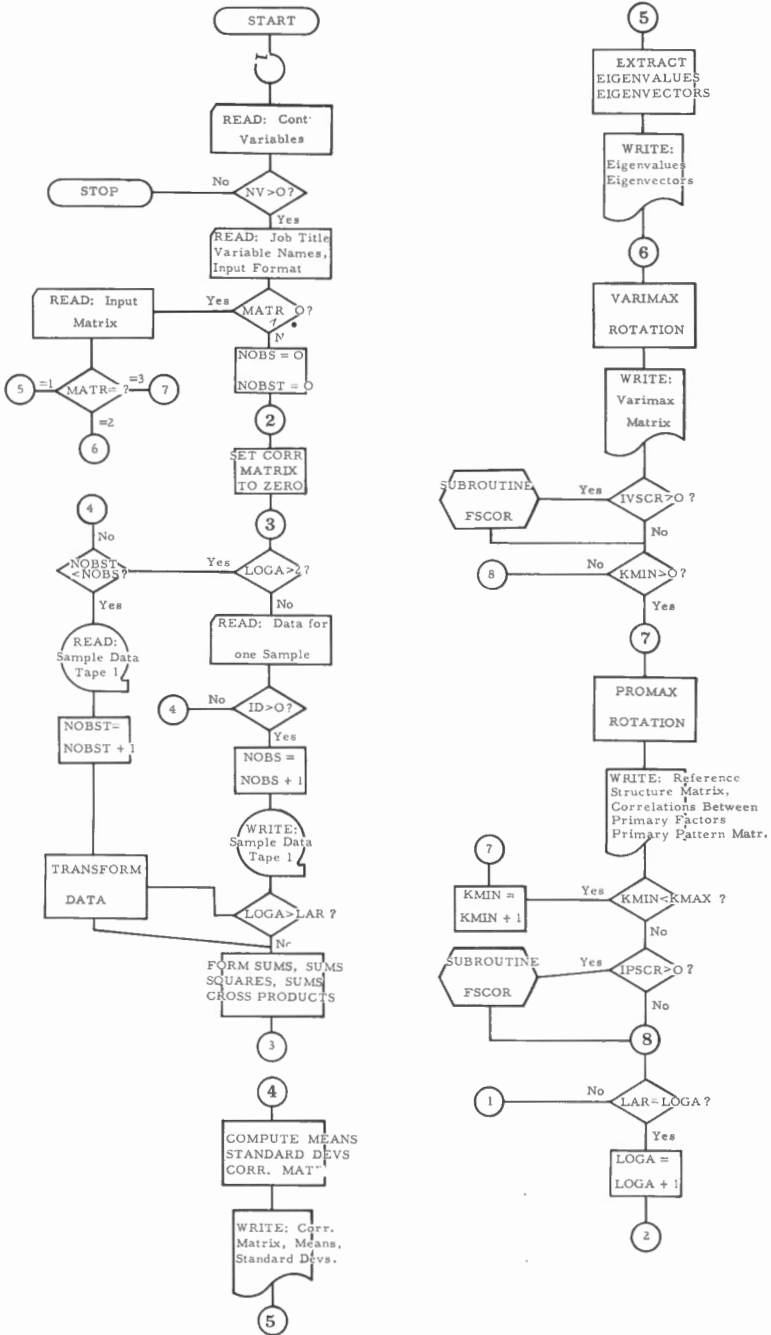 START
1
READ: Cont
Variables
No
NV>O?
STOP
Yes
READ: Job Title
Variable Names,
Input Format
READ: Input
Matrix
Yes
MATR O?
NOBS = O
NOBST = O
5
=1
MATR= ?
=3
7
=2
6
2
SET CORR
MATRIX
TO ZERO
3
4
No
NOBST
<NOBS?
Yes
LOGA>2?
No
Yes
READ: Data for
one Sample
READ:
Sample Data
Tape 1
4
No
ID>O?
Yes
NOBST=
NOBST + 1
NOBS =
NOBS + 1
WRITE:
Sample Data
Tape 1
TRANSFORM
DATA
LOGA>LAR ?
No
FORM SUMS, SUMS
SQUARES, SUMS
CROSS PRODUCTS
3
4
COMPUTE MEANS
STANDARD DEVS
CORR. MAT
WRITE: Corr.
Matrix, Means,
Standard Devs.
5
5
EXTRACT
EIGENVALUES
EIGENVECTORS
WRITE:
Eigenvalues
Eigenvectors
6
VARIMAX
ROTATION
WRITE:
Varimax
Matrix
SUBROUTINE
FSCOR
Yes
IVSCR>O?
No
8
No
KMIN>O?
Yes
7
PROMAX
ROTATION
WRITE: Reference
Structure Matrix,
Correlations Between
Primary Factors
Primary Pattern Matr.
7
KMIN =
KMIN + 1
Yes
KMIN<KMAX ?
No
SUBROUTINE
FSCOR
Yes
IPSCR>O?
No
8
1
No
LAR=LOGA?
Yes
LOGA =
LOGA + 1
2